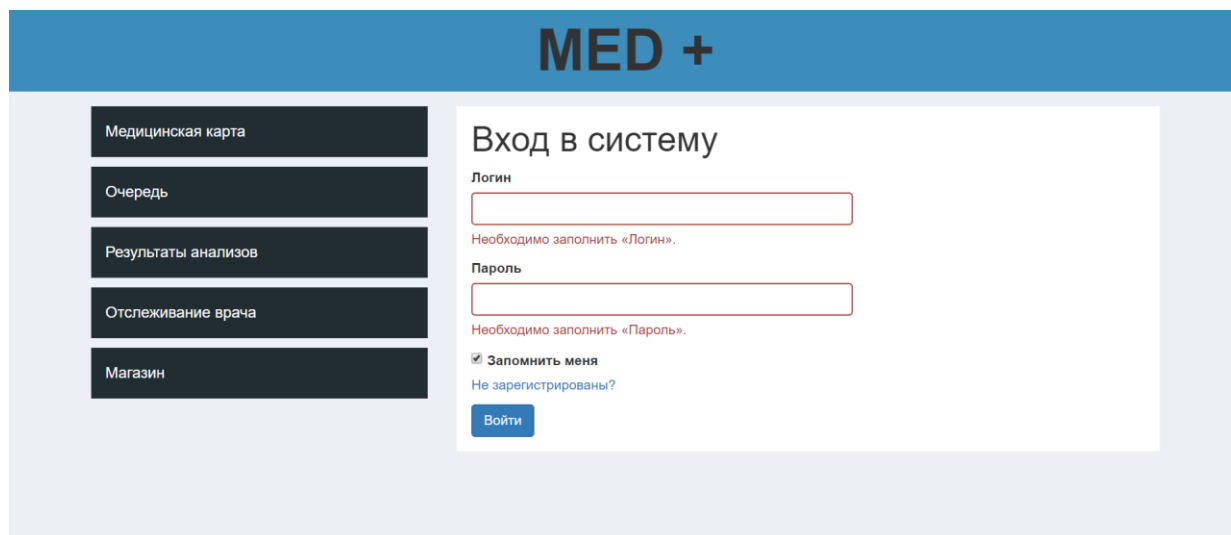 MED +
Медицинская карта
Очередь
Результаты анализов
Отслеживание врача
Магазин
Вход в систему
Логин
Необходимо заполнить «Логин».
Пароль
Необходимо заполнить «Пароль».
Запомнить меня
Не зарегистрированы?
Войти